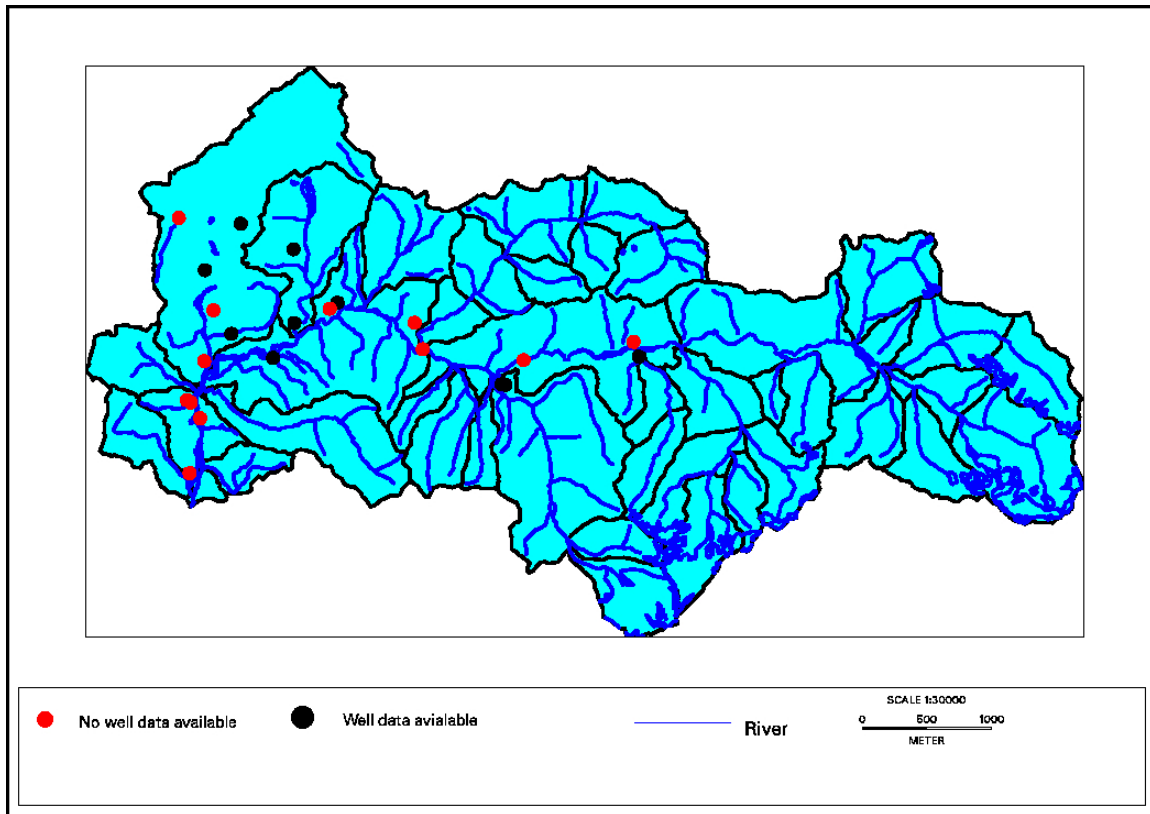 No well data available
Well data avialable
River
SCALE 1:30000
0 500 1000
METER